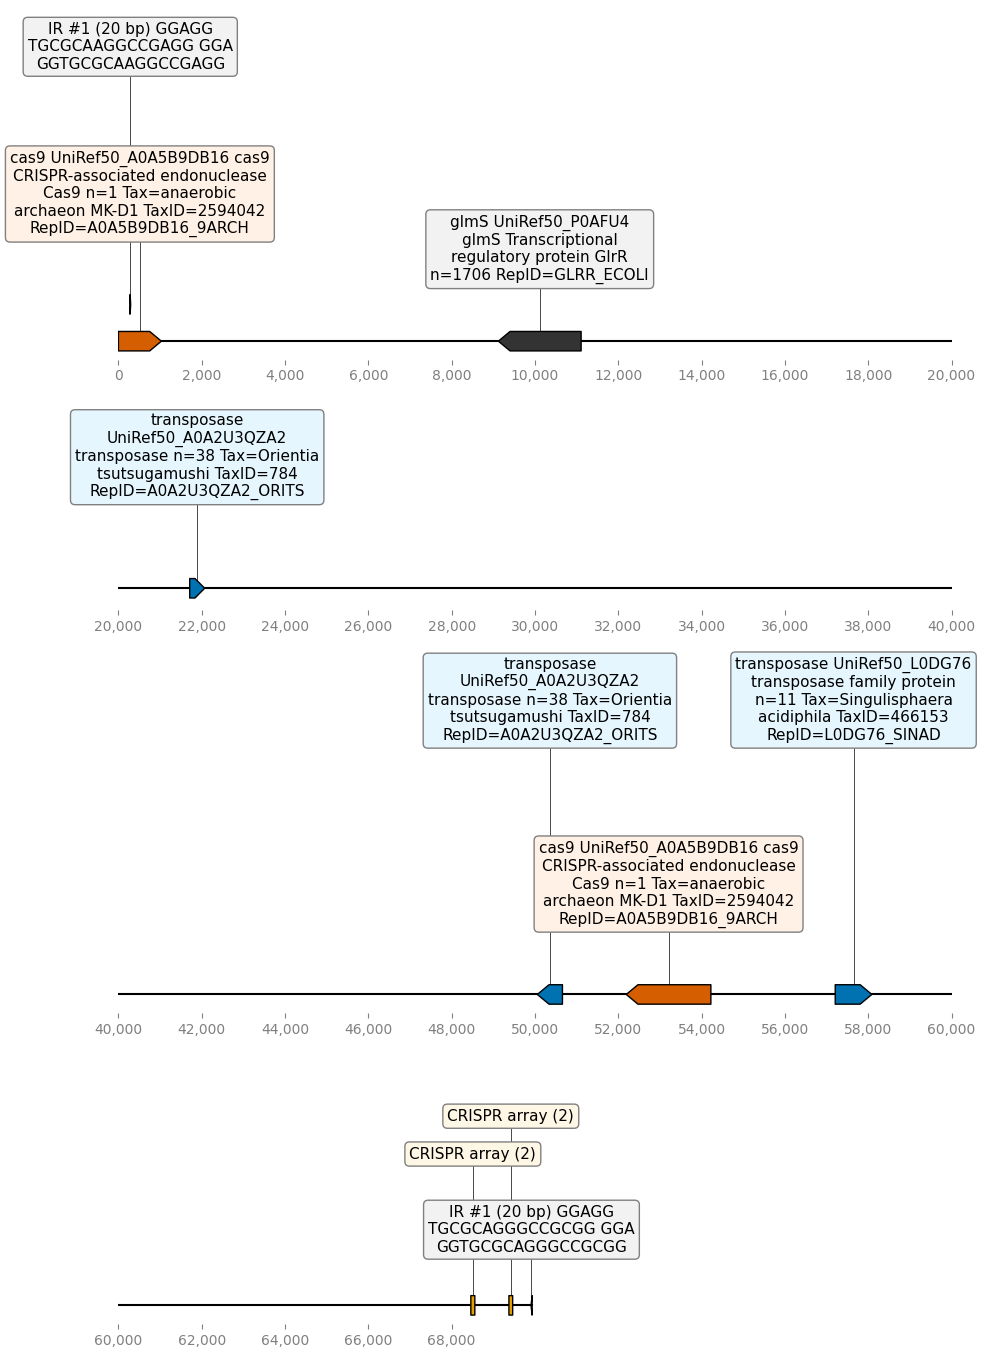 IR #1 (20 bp) GGAGG
TGCGCAAGGCCGAGG GGA
GGTGCGCAAGGCCGAGG
cas9 UniRef50_A0A5B9DB16 cas9
CRISPR-associated endonuclease
Cas9 n=1 Tax=anaerobic
archaeon MK-D1 TaxID=2594042
RepID=A0A5B9DB16_9ARCH
glmS UniRef50_P0AFU4
glmS Transcriptional
regulatory protein GlrR
n=1706 RepID=GLRR_ECOLI
0 2,000 4,000 6,000 8,000 10,000 12,000 14,000 16,000 18,000 20,000
transposase
UniRef50_A0A2U3QZA2
transposase n=38 Tax=Orientia
tsutsugamushi TaxID=784
RepID=A0A2U3QZA2_ORITS
20,000 22,000 24,000 26,000 28,000 30,000 32,000 34,000 36,000 38,000 40,000
transposase
UniRef50_A0A2U3QZA2
transposase n=38 Tax=Orientia
tsutsugamushi TaxID=784
RepID=A0A2U3QZA2_ORITS
transposase UniRef50_L0DG76
transposase family protein
n=11 Tax=Singulisphaera
acidiphila TaxID=466153
RepID=L0DG76_SINAD
cas9 UniRef50_A0A5B9DB16 cas9
CRISPR-associated endonuclease
Cas9 n=1 Tax=anaerobic
archaeon MK-D1 TaxID=2594042
RepID=A0A5B9DB16_9ARCH
40,000 42,000 44,000 46,000 48,000 50,000 52,000 54,000 56,000 58,000 60,000
CRISPR array (2)
CRISPR array (2)
IR #1 (20 bp) GGAGG
TGCGCAGGGCCGCGG GGA
GGTGCGCAGGGCCGCGG
60,000 62,000 64,000 66,000 68,000